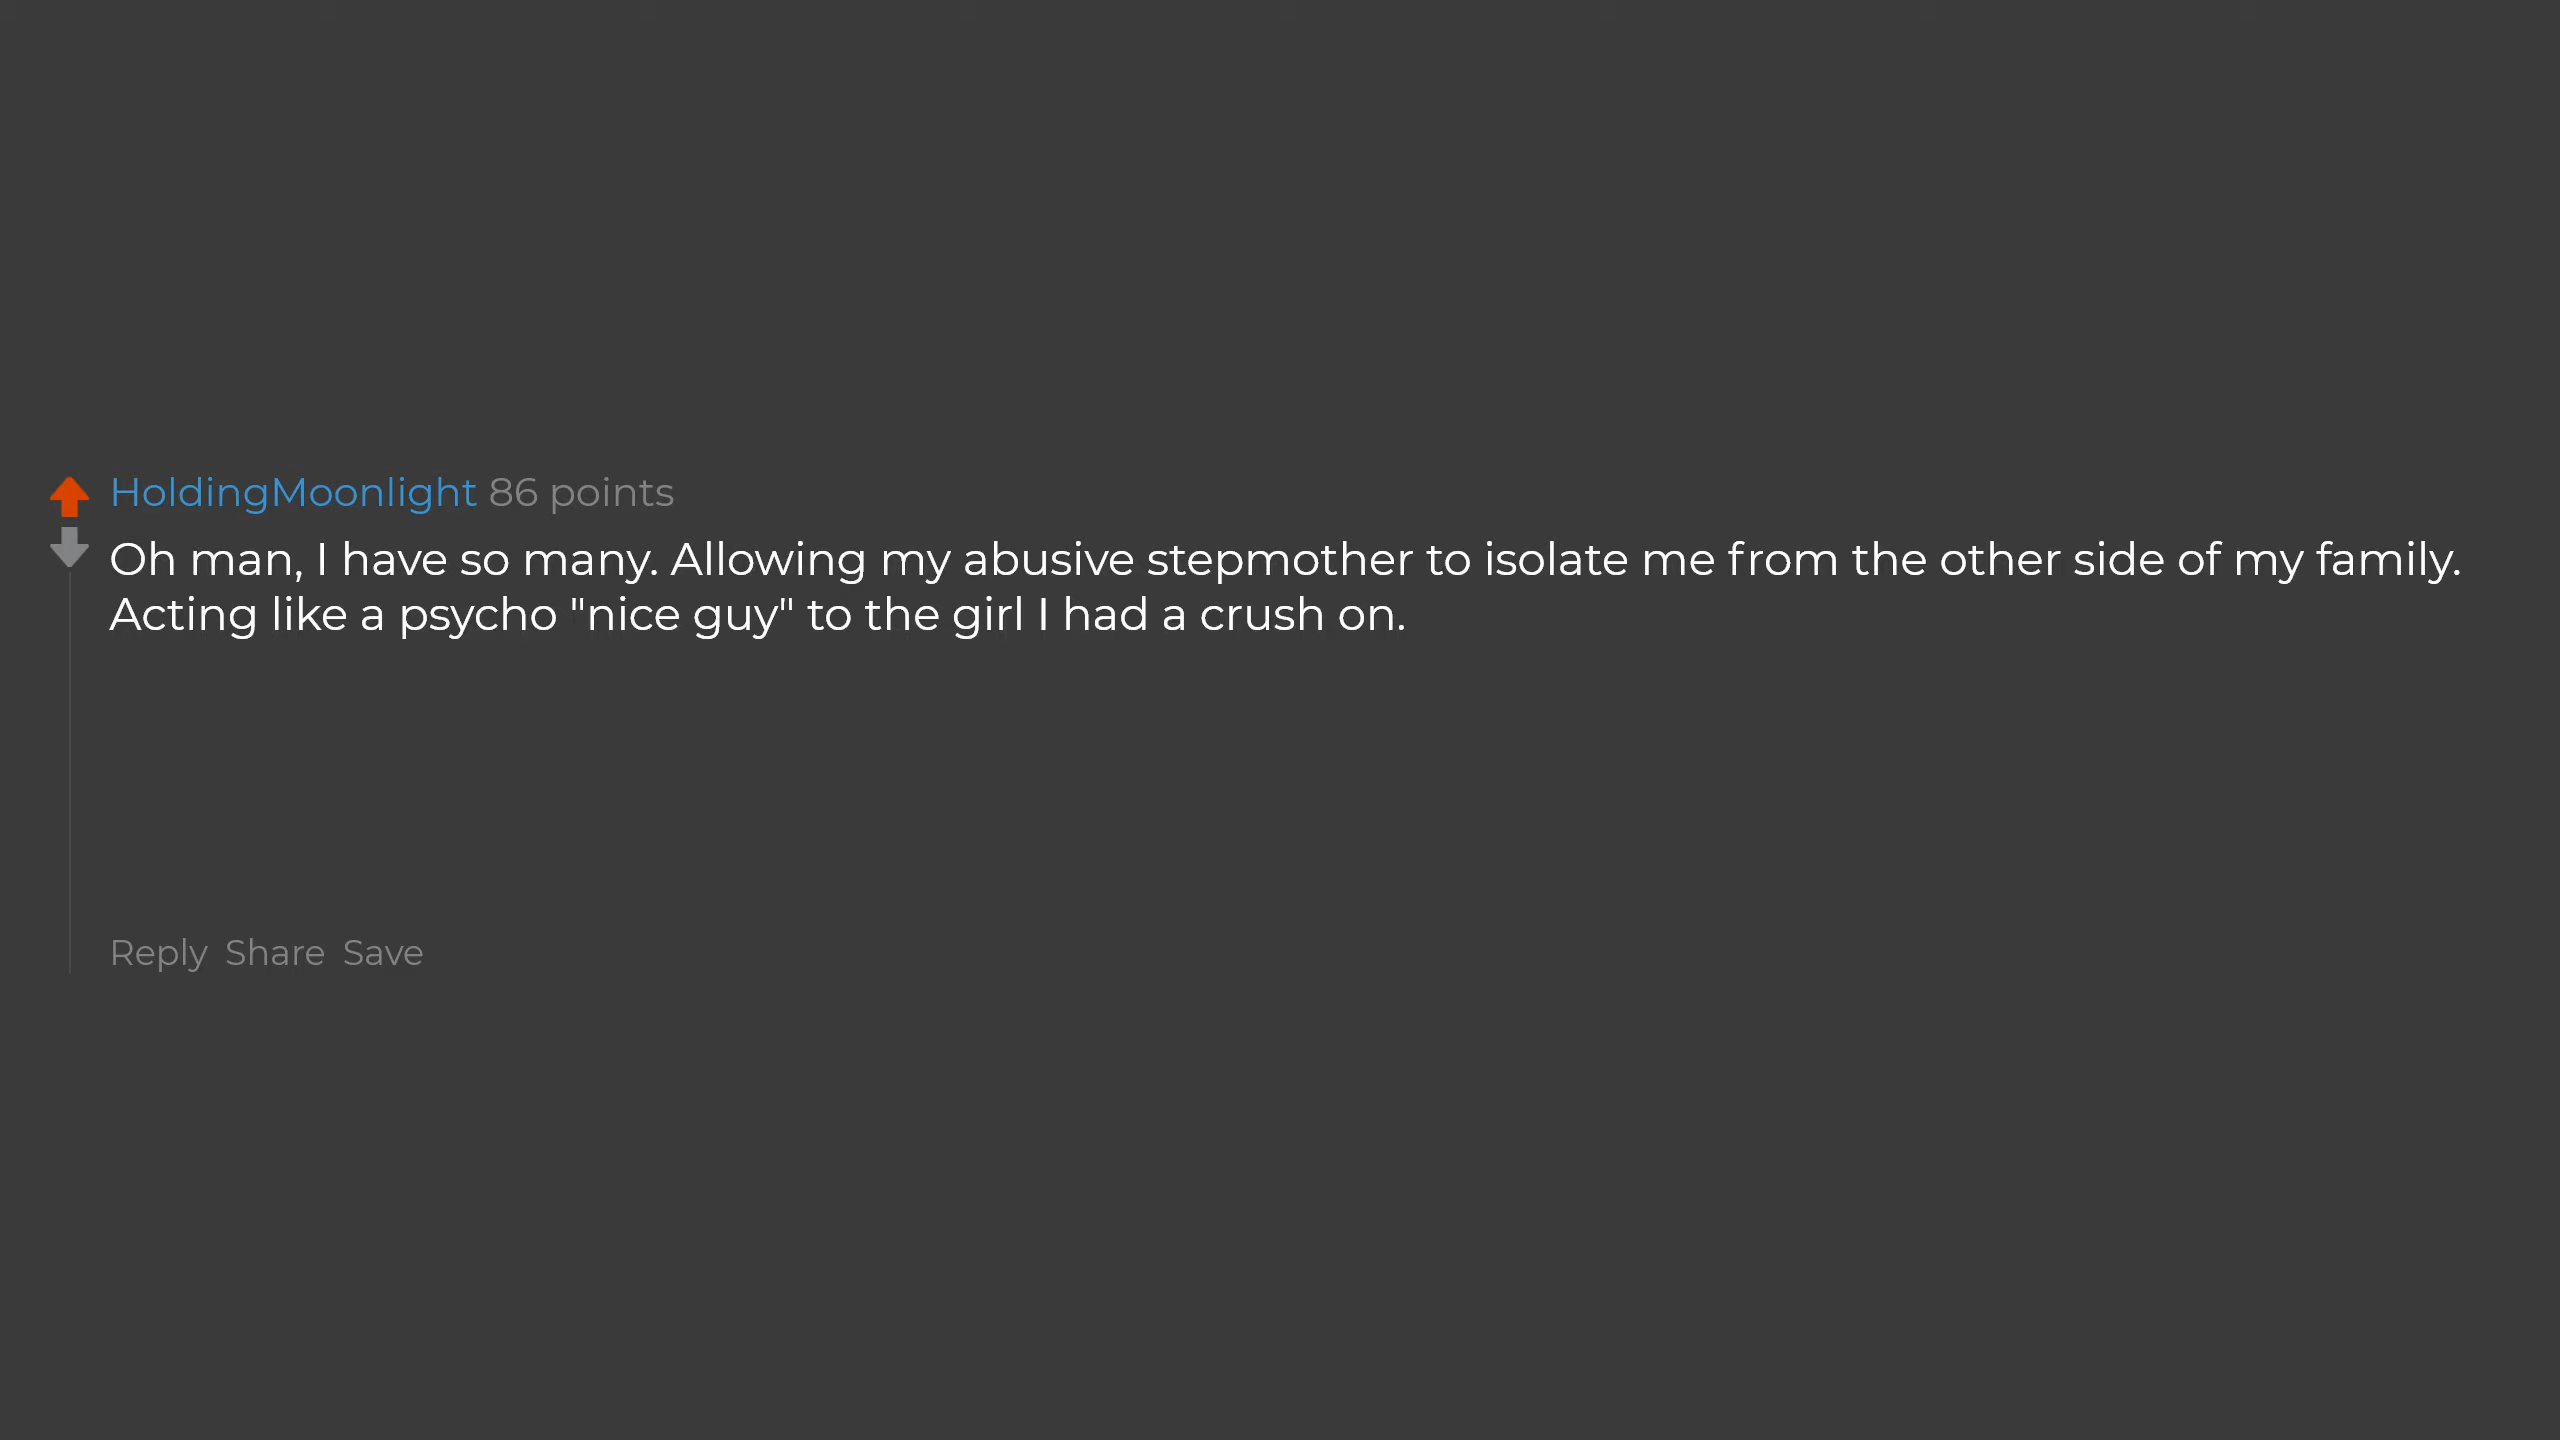 HoldingMoonlight 86 points
Oh man, I have so many. Allowing my abusive stepmother to isolate me from the other side of my family.
Acting like a psycho "nice guy" to the girl I had a crush on.
Reply Share Save